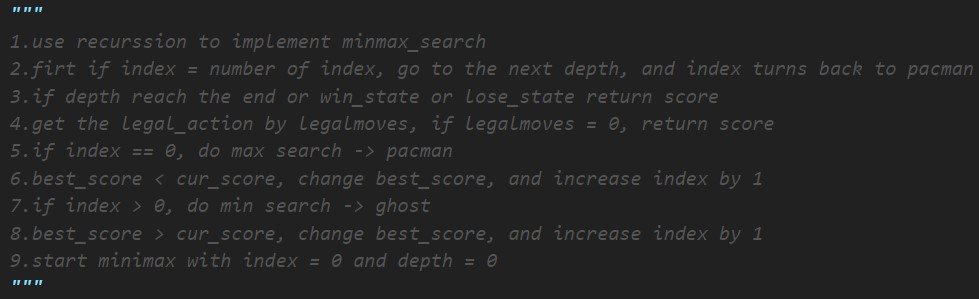 """
1.use recurssion to implement minmax_search
2.firt if index = number of index, go to the next depth, and index turns back to pacman
3.if depth reach the end or win_state or lose_state return score
4.get the legal_action by legalmoves, if legalmoves = 0, return score
5.if index == 0, do max search -> pacman
6.best_score < cur_score, change best_score, and increase index by 1
7.if index > 0, do min search -> ghost
8.best_score > cur_score, change best_score, and increase index by 1
9.start minimax with index = 0 and depth = 0
"""